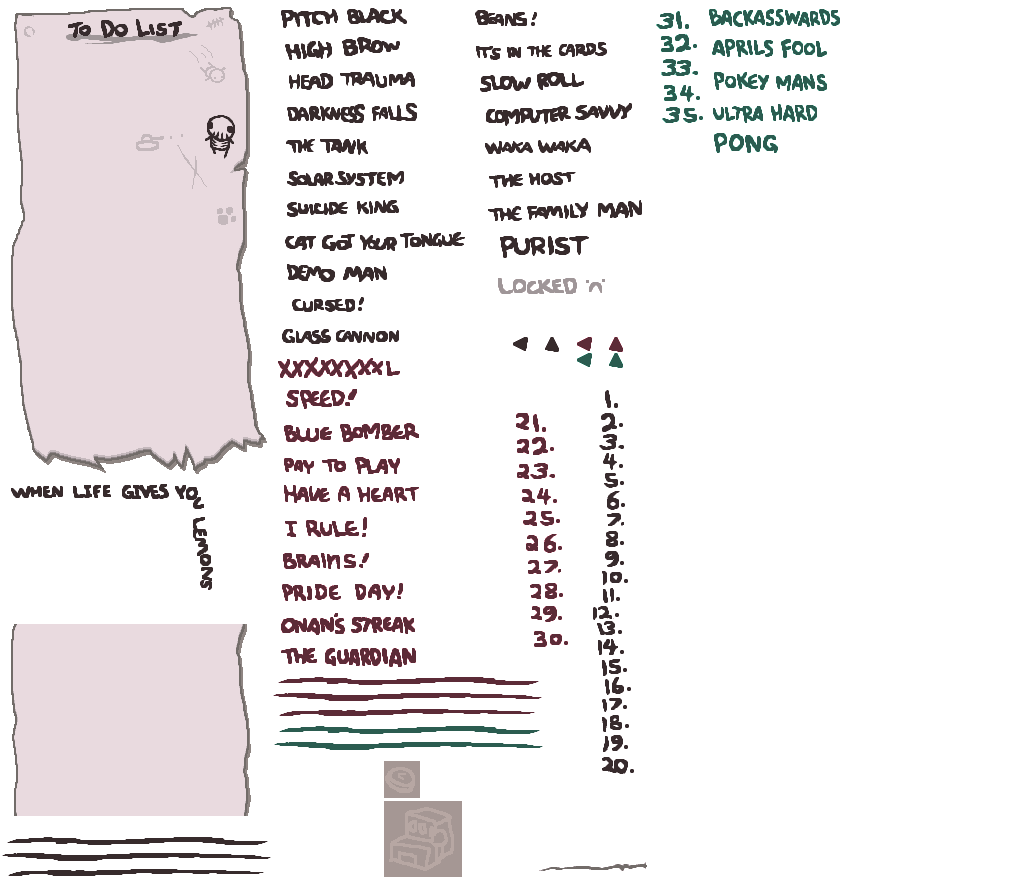 TO DO LIST
WHEN LIFE GIVES YOU LEMONS
PITCH BLACK
HIGH BROW
HEAD TRAUMA
DARKNESS FALLS
THE TANK
SOLAR SYSTEM
SUICIDE KING
CAT GOT YOUR TONGUE
DEMO MAN
CURSED!
GLASS CANNON
XXXXXXXXL
SPEED!
BLUE BOMBER
PAY TO PLAY
HAVE A HEART
I RULE!
BRAINS!
PRIDE DAY!
ONAN'S STREAK
THE GUARDIAN
BEANS!
IT'S IN THE CARDS
SLOW ROLL
COMPUTER SAVVY
WAKA WAKA
THE HOST
THE FAMILY MAN
PURIST
LOCKED :n:
21.
22.
23.
24.
25.
26.
27.
28.
29.
30.
1.
2.
3.
4.
5.
6.
7.
8.
9.
10.
11.
12.
13.
14.
15.
16.
17.
18.
19.
20.
31.
32.
33.
34.
35.
BACKASSWARDS
APRILS FOOL
POKEY MANS
ULTRA HARD
PONG